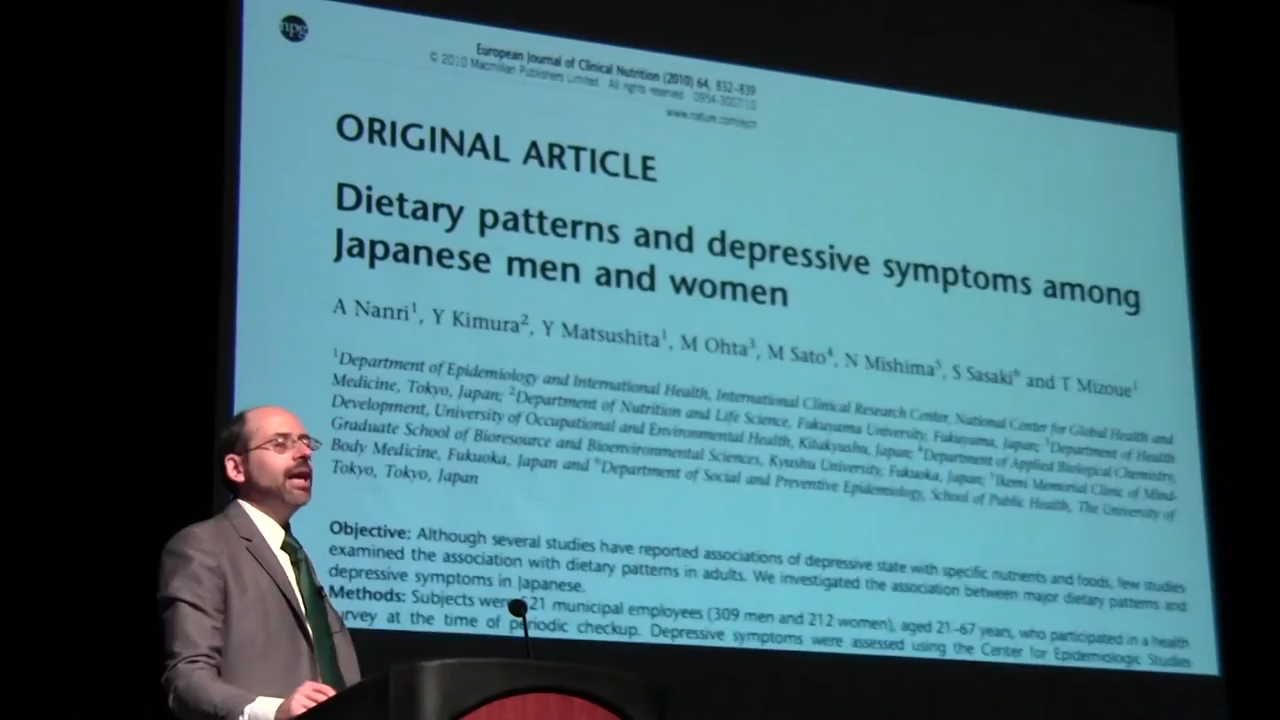 npg
European Journal of Clinical Nutrition (2010) 64, 832–839
© 2010 Macmillan Publishers Limited All rights reserved 0954-3007/10
www.nature.com/ejcn
ORIGINAL ARTICLE
Dietary patterns and depressive symptoms among
Japanese men and women
A Nanri¹, Y Kimura², Y Matsushita¹, M Ohta³, M Sato⁴, N Mishima⁵, S Sasaki⁶ and T Mizoue¹
¹Department of Epidemiology and International Health, International Clinical Research Center, National Center for Global Health and
Medicine, Tokyo, Japan; ²Department of Nutrition and Life Science, Fukuyama University, Fukuyama, Japan; ³Department of Health
Development, University of Occupational and Environmental Health, Kitakyushu, Japan; ⁴Department of Applied Biological Chemistry,
Graduate School of Bioresource and Bioenvironmental Sciences, Kyushu University, Fukuoka, Japan; ⁵Ikemi Memorial Clinic of Mind-
Body Medicine, Fukuoka, Japan and ⁶Department of Social and Preventive Epidemiology, School of Public Health, The University of
Tokyo, Tokyo, Japan
Objective: Although several studies have reported associations of depressive state with specific nutrients and foods, few studies
examined the association with dietary patterns in adults. We investigated the association between major dietary patterns and
depressive symptoms in Japanese.
Methods: Subjects were 521 municipal employees (309 men and 212 women), aged 21–67 years, who participated in a health
survey at the time of periodic checkup. Depressive symptoms were assessed using the Center for Epidemiologic Studies